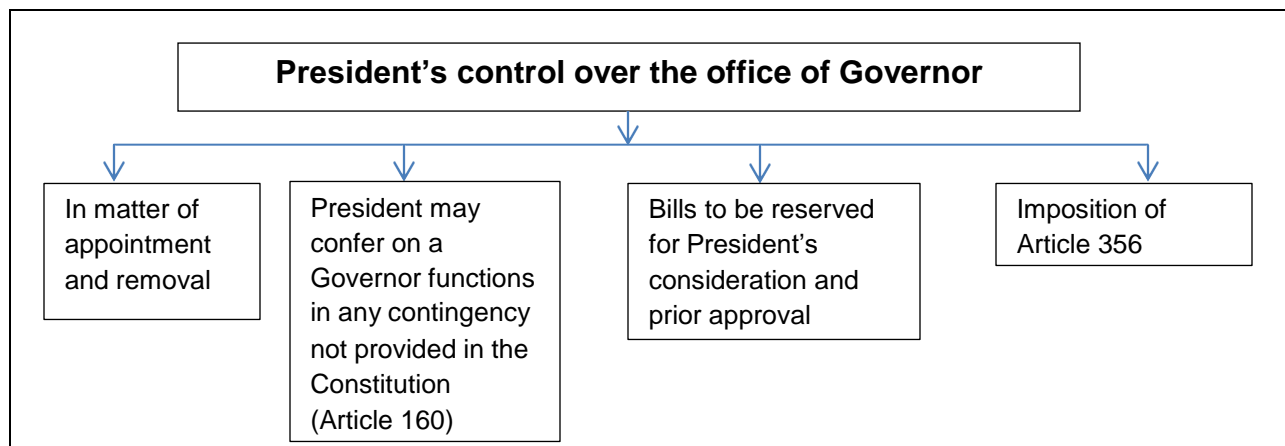 President’s control over the office of Governor
In matter of
appointment
and removal
President may
confer on a
Governor functions
in any contingency
not provided in the
Constitution
(Article 160)
Bills to be reserved
for President’s
consideration and
prior approval
Imposition of
Article 356